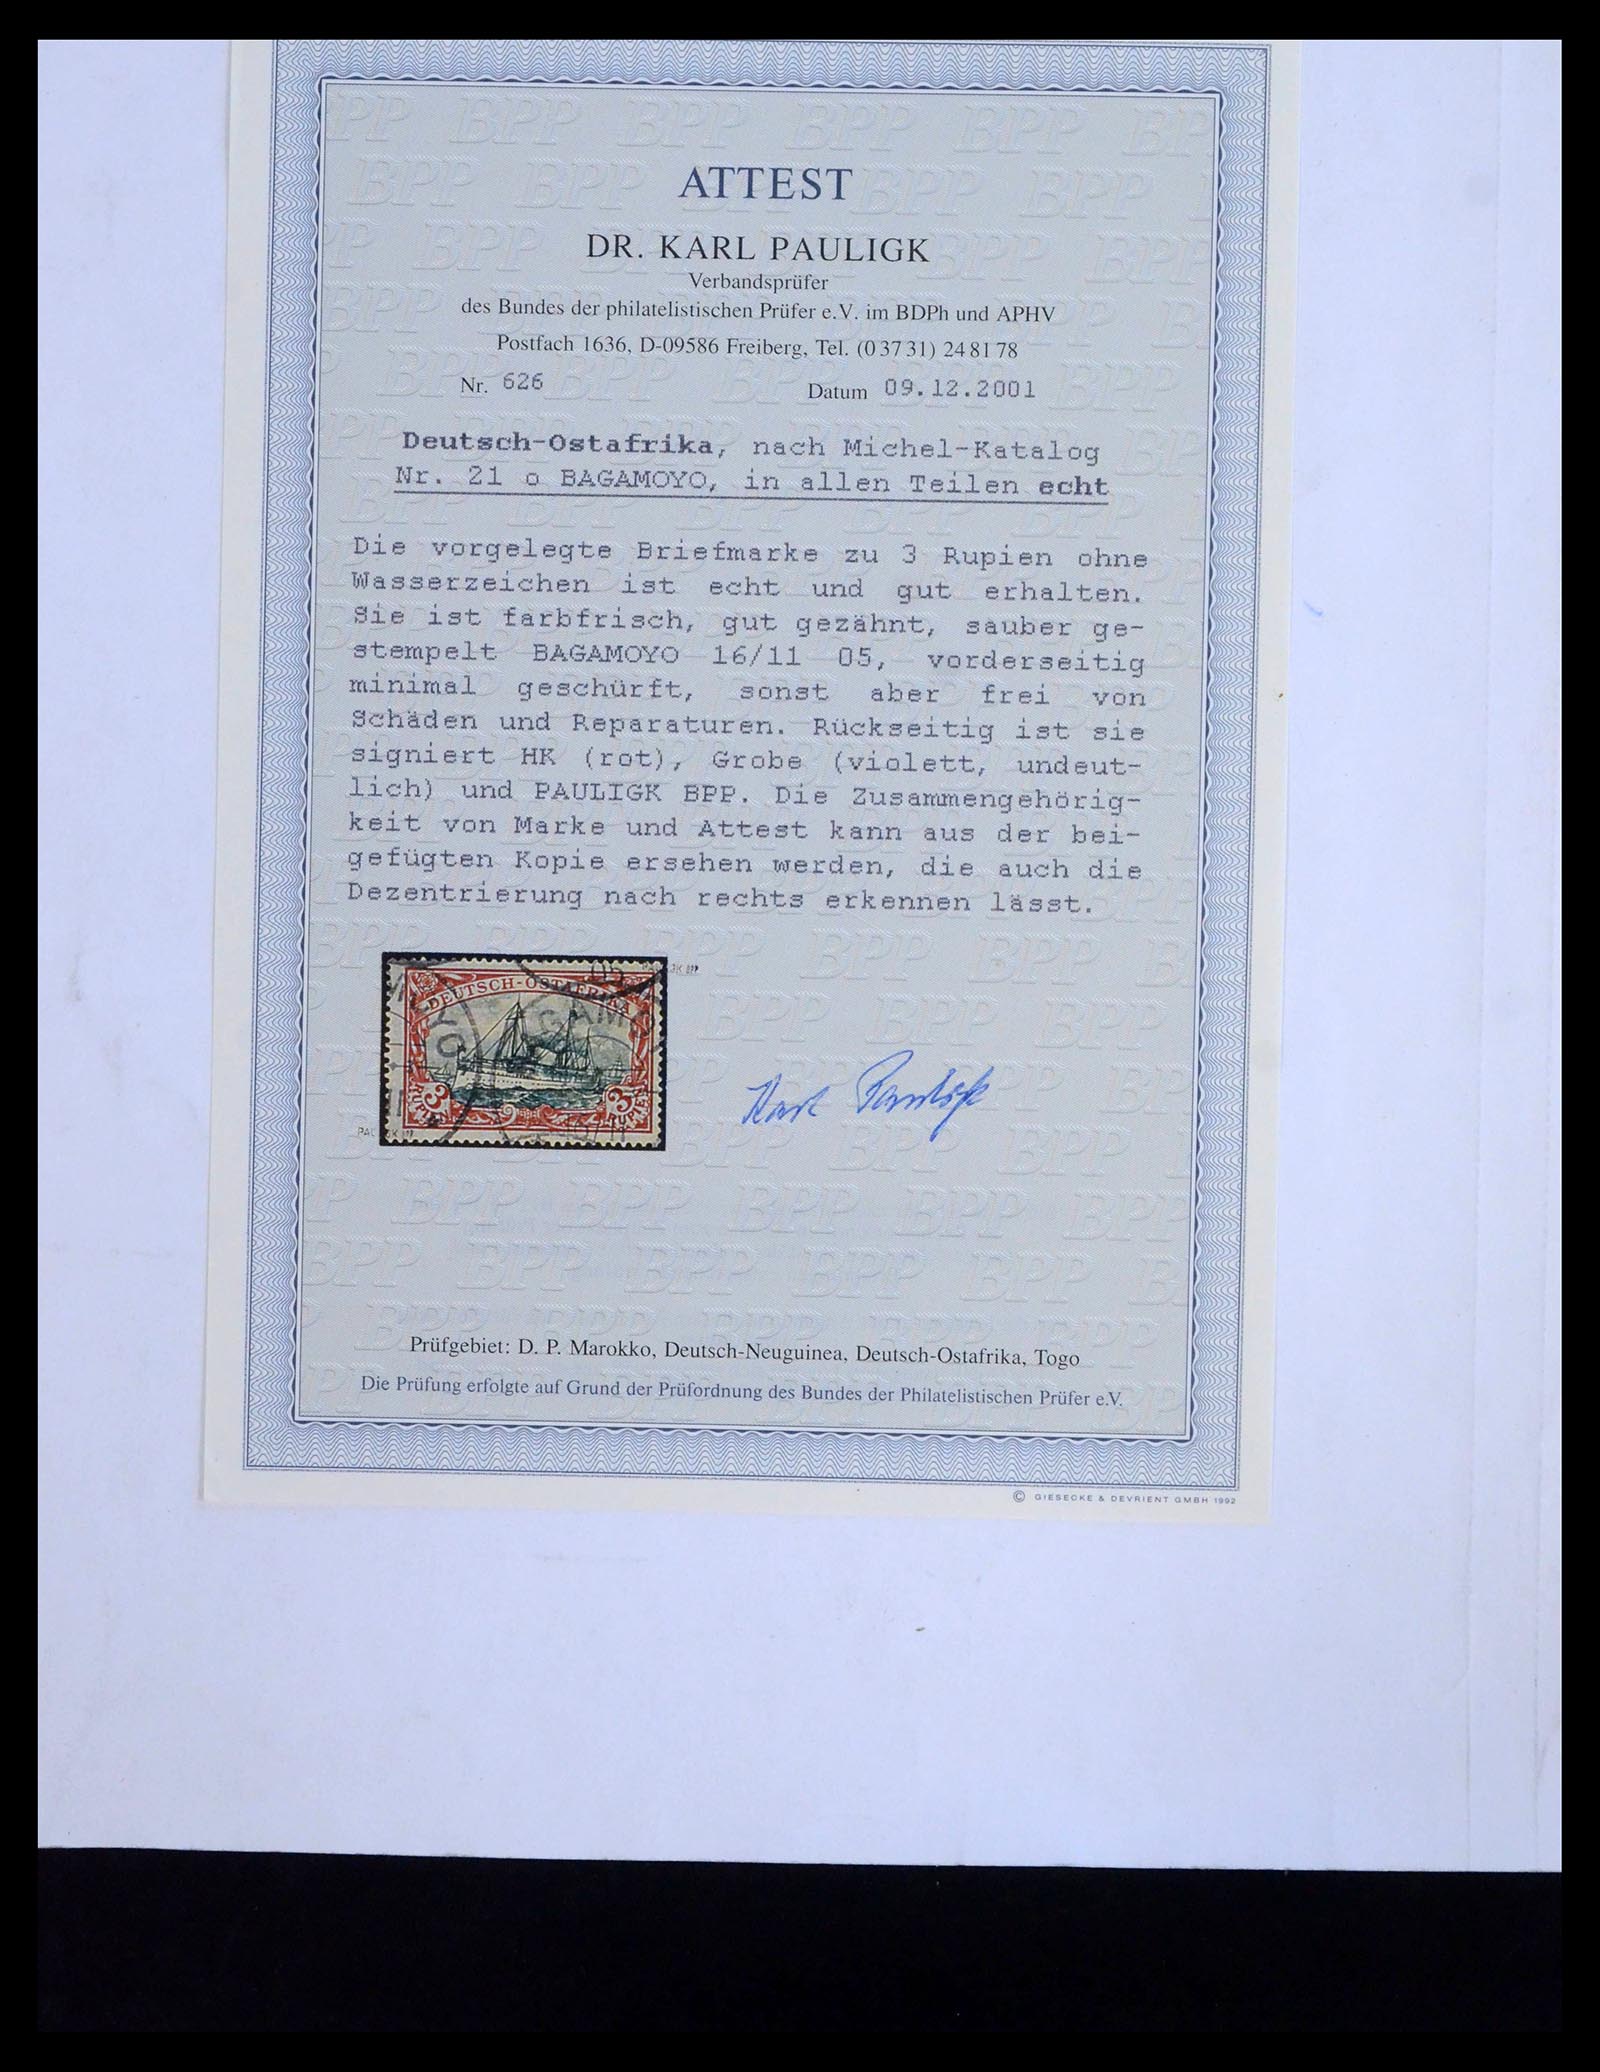 ATTEST
DR. KARL PAULIGK
Verbandsprüfer
des Bundes der philatelistischen Prüfer e.V. im BDPh und APHV
Postfach 1636, D-09586 Freiberg, Tel. (03731) 248178
Nr. 626 Datum 09.12.2001
Deutsch-Ostafrika, nach Michel-Katalog
Nr. 21 o BAGAMOYO, in allen Teilen echt
Die vorgelegte Briefmarke zu 3 Rupien ohne
Wasserzeichen ist echt und gut erhalten.
Sie ist farbfrisch, gut gezähnt, sauber ge-
stempelt BAGAMOYO 16/11 05, vorderseitig
minimal geschürft, sonst aber frei von
Schäden und Reparaturen. Rückseitig ist sie
signiert HK (rot), Grobe (violett, undeut-
lich) und PAULIGK BPP. Die Zusammengehörig-
keit von Marke und Attest kann aus der bei-
gefügten Kopie ersehen werden, die auch die
Dezentrierung nach rechts erkennen lässt.
DEUTSCH-OSTAFRIKA
3 3
RUPIEN RUPIEN
Karl Pauligk
Prüfgebiet: D. P. Marokko, Deutsch-Neuguinea, Deutsch-Ostafrika, Togo
Die Prüfung erfolgte auf Grund der Prüfordnung des Bundes der Philatelistischen Prüfer e.V.
© GIESECKE & DEVRIENT GMBH 1992